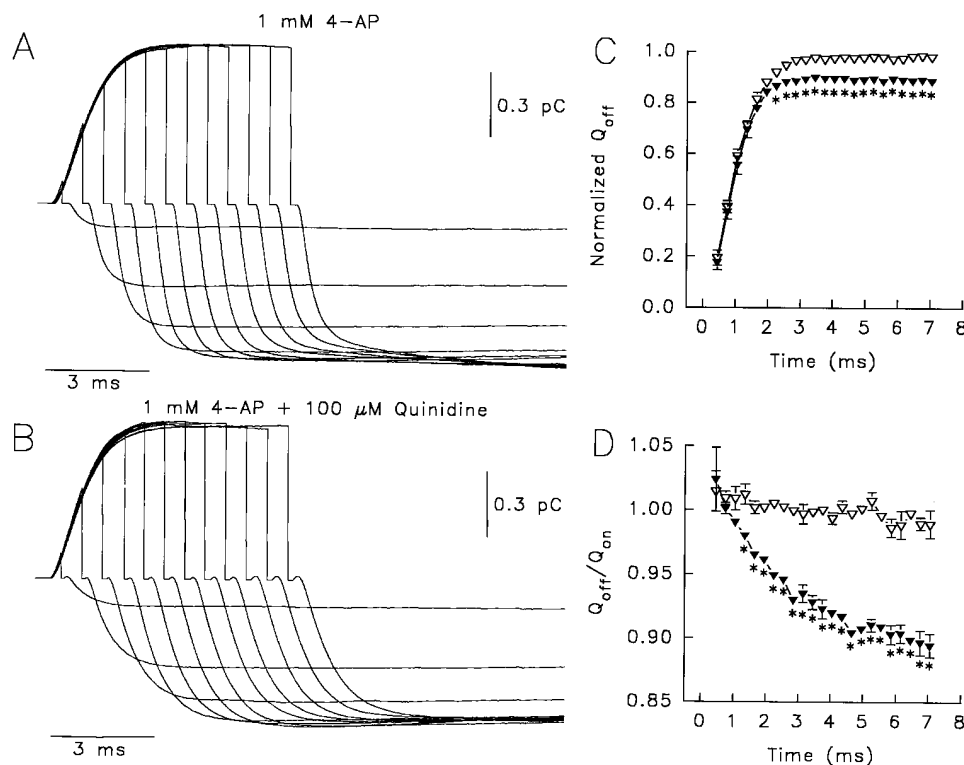 A
1 mM 4-AP
0.3 pC
3 ms
B
1 mM 4-AP + 100 μM Quinidine
0.3 pC
3 ms
C
Normalized Qoff
1.0
0.8
0.6
0.4
0.2
0.0
0 1 2 3 4 5 6 7 8
Time (ms)
D
Qoff/Qon
1.05
1.00
0.95
0.90
0.85
0 1 2 3 4 5 6 7 8
Time (ms)